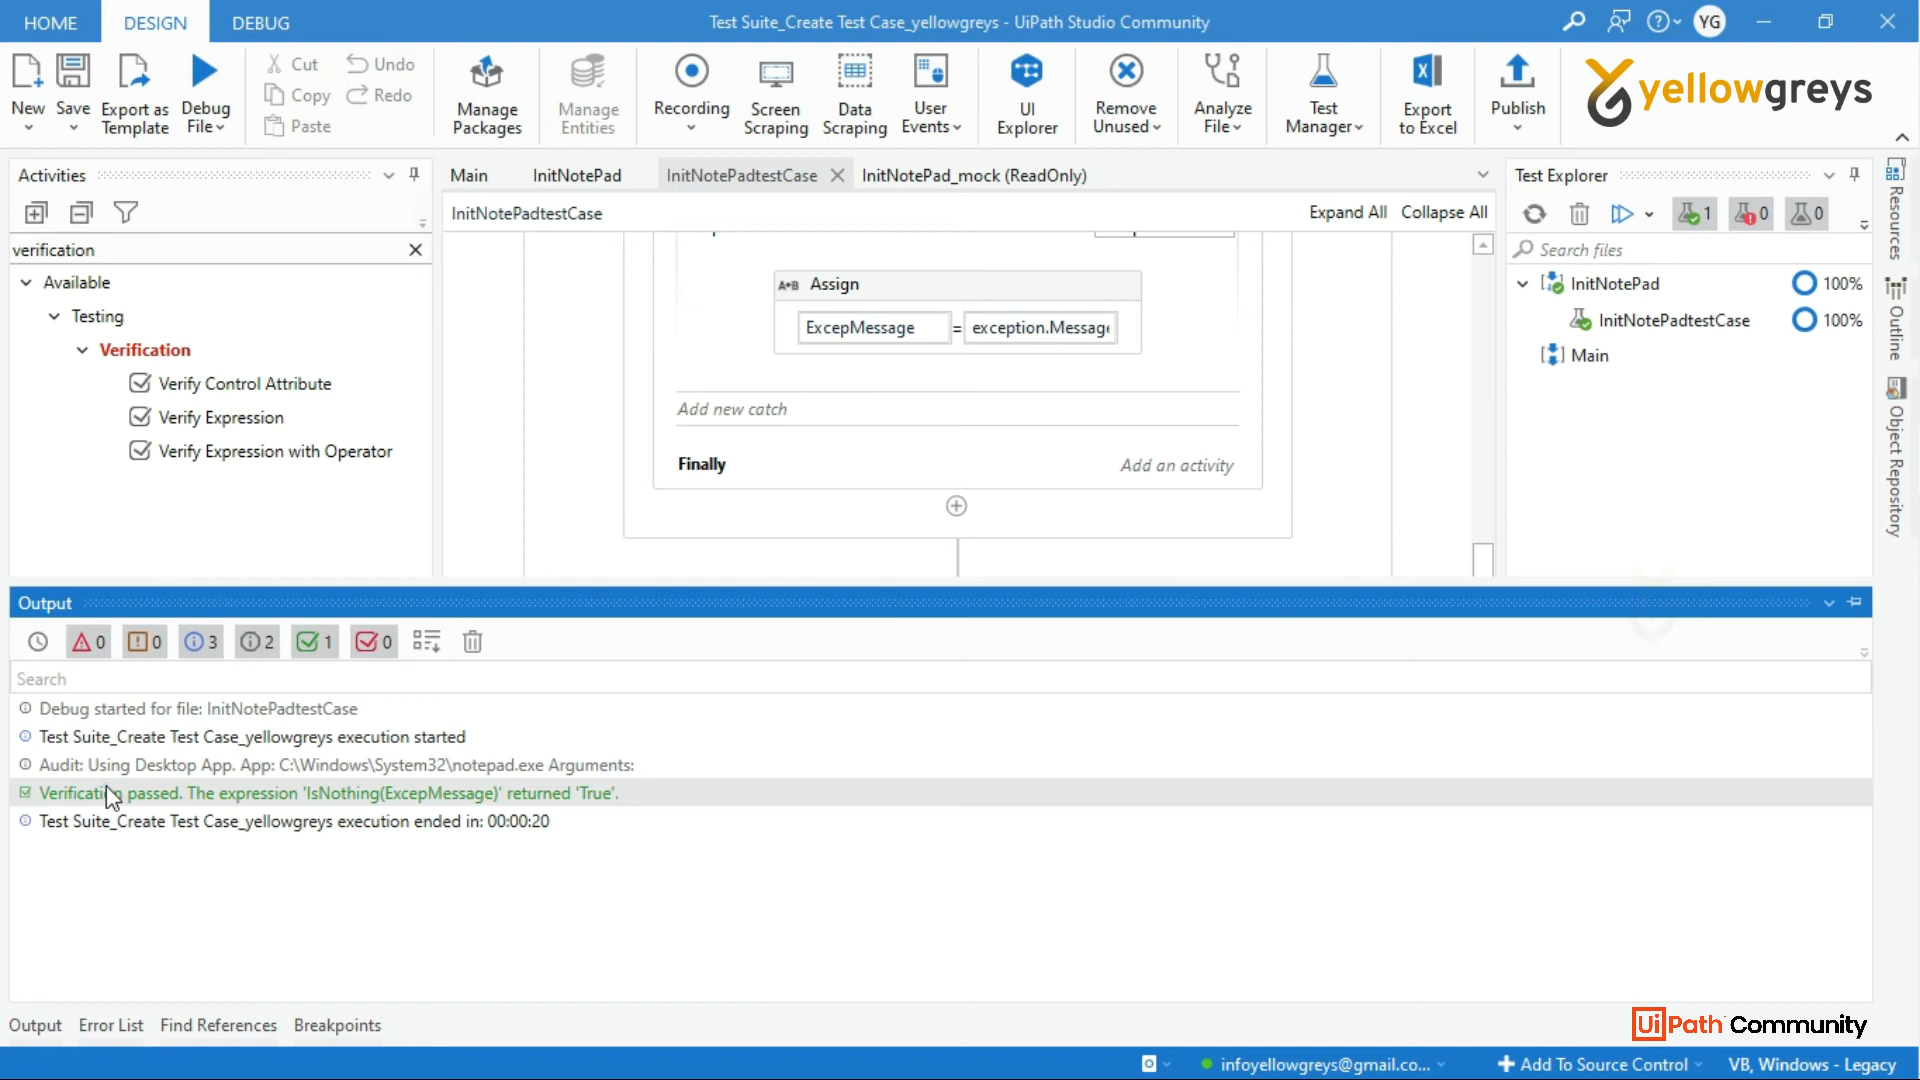 HOME
DESIGN
DEBUG
Test Suite_Create Test Case_yellowgreys - UiPath Studio Community
YG
New
Save
Export as Template
Debug File
Cut
Copy
Paste
Undo
Redo
Manage Packages
Manage Entities
Recording
Screen Scraping
Data Scraping
User Events
UI Explorer
Remove Unused
Analyze File
Test Manager
Export to Excel
Publish
yellowgreys
Activities
verification
Available
Testing
Verification
Verify Control Attribute
Verify Expression
Verify Expression with Operator
Main
InitNotePad
InitNotePadtestCase
InitNotePad_mock (ReadOnly)
InitNotePadtestCase
Expand All
Collapse All
A+B Assign
ExcepMessage = exception.Message
Add new catch
Finally
Add an activity
Test Explorer
1
0
0
Search files
InitNotePad 100%
InitNotePadtestCase 100%
Main
Resources
Outline
Object Repository
Output
0
0
3
2
1
0
Search
Debug started for file: InitNotePadtestCase
Test Suite_Create Test Case_yellowgreys execution started
Audit: Using Desktop App. App: C:\Windows\System32\notepad.exe Arguments:
Verification passed. The expression 'IsNothing(ExcepMessage)' returned 'True'.
Test Suite_Create Test Case_yellowgreys execution ended in: 00:00:20
Output
Error List
Find References
Breakpoints
UiPath Community
infoyellowgreys@gmail.co...
Add To Source Control
VB, Windows - Legacy